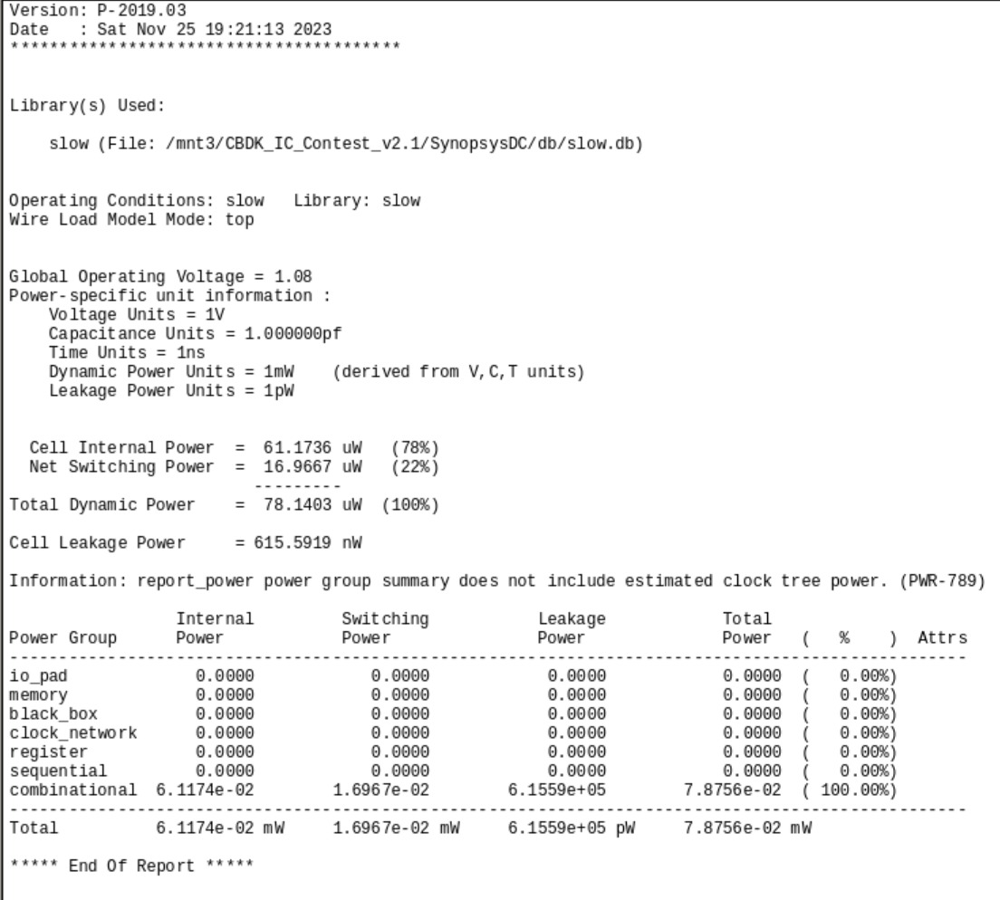 Version: P-2019.03
Date   : Sat Nov 25 19:21:13 2023
****************************************
Library(s) Used:
    slow (File: /mnt3/CBDK_IC_Contest_v2.1/SynopsysDC/db/slow.db)
Operating Conditions: slow   Library: slow
Wire Load Model Mode: top
Global Operating Voltage = 1.08
Power-specific unit information :
    Voltage Units = 1V
    Capacitance Units = 1.000000pf
    Time Units = 1ns
    Dynamic Power Units = 1mW    (derived from V,C,T units)
    Leakage Power Units = 1pW
  Cell Internal Power  =  61.1736 uW   (78%)
  Net Switching Power  =  16.9667 uW   (22%)
                         ---------
Total Dynamic Power    =  78.1403 uW  (100%)
Cell Leakage Power     = 615.5919 nW
Information: report_power power group summary does not include estimated clock tree power. (PWR-789)
                 Internal         Switching           Leakage            Total
Power Group      Power            Power               Power              Power   (   %    )  Attrs
--------------------------------------------------------------------------------------------------
io_pad             0.0000            0.0000            0.0000            0.0000  (   0.00%)
memory             0.0000            0.0000            0.0000            0.0000  (   0.00%)
black_box          0.0000            0.0000            0.0000            0.0000  (   0.00%)
clock_network      0.0000            0.0000            0.0000            0.0000  (   0.00%)
register           0.0000            0.0000            0.0000            0.0000  (   0.00%)
sequential         0.0000            0.0000            0.0000            0.0000  (   0.00%)
combinational  6.1174e-02        1.6967e-02        6.1559e+05        7.8756e-02  ( 100.00%)
--------------------------------------------------------------------------------------------------
Total          6.1174e-02 mW     1.6967e-02 mW     6.1559e+05 pW     7.8756e-02 mW
***** End Of Report *****